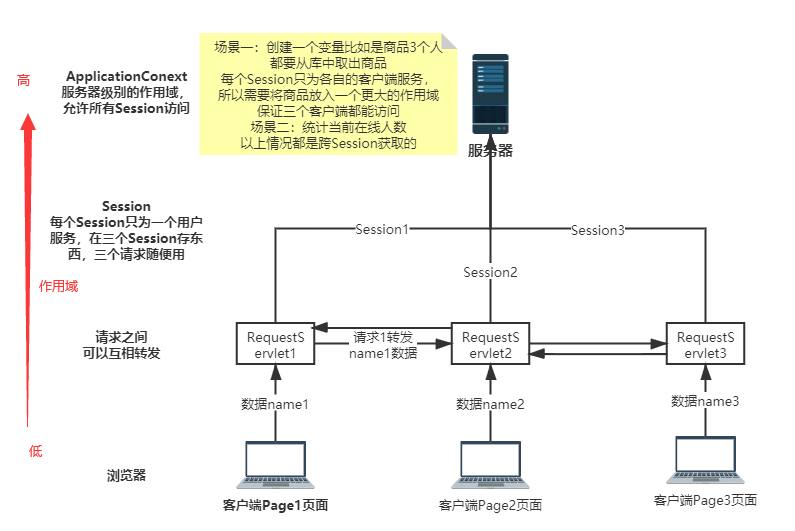 场景一：创建一个变量比如是商品3个人
都要从库中取出商品
每个Session只为各自的客户端服务，
所以需要将商品放入一个更大的作用域
保证三个客户端都能访问
场景二：统计当前在线人数
以上情况都是跨Session获取的
高
ApplicationConext
服务器级别的作用域，
允许所有Session访问
服务器
Session
每个Session只为一个用户
服务，在三个Session存东
西，三个请求随便用
Session1
Session2
Session3
作用域
请求之间
可以互相转发
RequestS
ervlet1
请求1转发
name1数据
RequestS
ervlet2
RequestS
ervlet3
数据name1
数据name2
数据name3
低
浏览器
客户端Page1页面
客户端Page2页面
客户端Page3页面